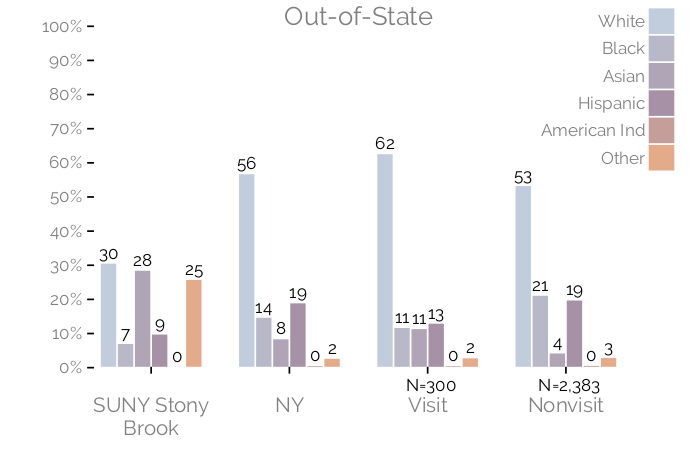 Out-of-State
White
Black
Asian
Hispanic
American Ind
Other
100%
90%
80%
70%
60%
50%
40%
30%
20%
10%
0%
30
7
28
9
0
25
56
14
8
19
0
2
62
11
11
13
0
2
53
21
4
19
0
3
N=300
N=2,383
SUNY Stony
Brook
NY
Visit
Nonvisit